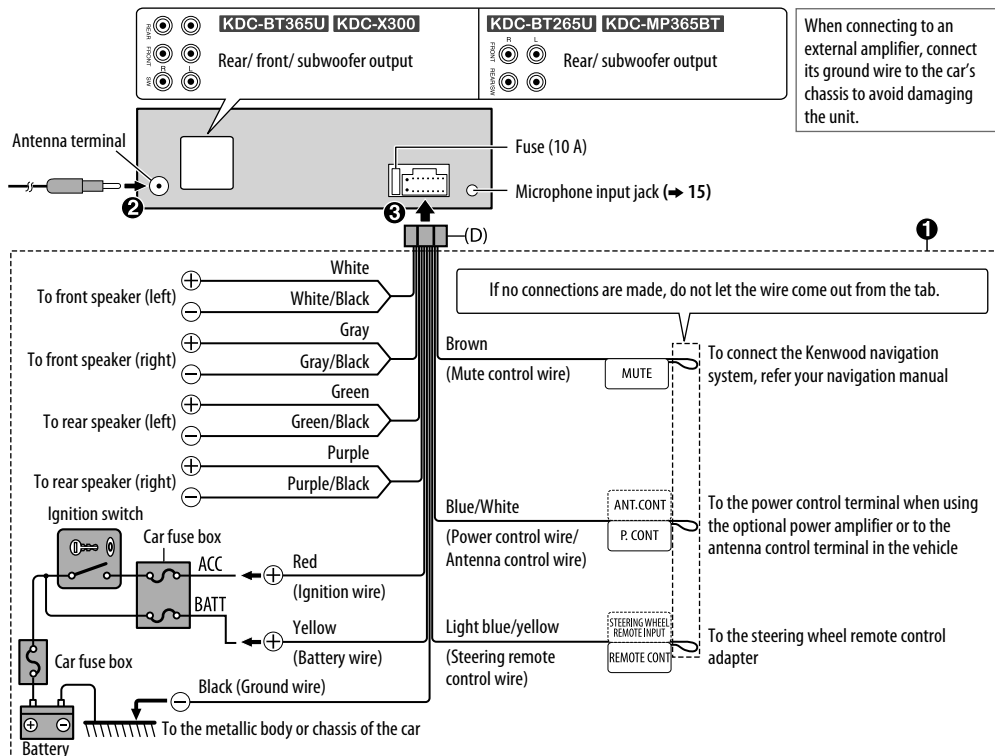 REAR
FRONT
SW
R L
KDC-BT365U KDC-X300
Rear/ front/ subwoofer output
KDC-BT265U KDC-MP365BT
R L
FRONT
REAR/SW
Rear/ subwoofer output
When connecting to an
external amplifier, connect
its ground wire to the car's
chassis to avoid damaging
the unit.
Antenna terminal
Fuse (10 A)
Microphone input jack (➜ 15)
2
3
(D)
1
White
To front speaker (left)
White/Black
Gray
To front speaker (right)
Gray/Black
Green
To rear speaker (left)
Green/Black
Purple
To rear speaker (right)
Purple/Black
If no connections are made, do not let the wire come out from the tab.
Brown
(Mute control wire)
MUTE
To connect the Kenwood navigation
system, refer your navigation manual
Blue/White
(Power control wire/
Antenna control wire)
ANT.CONT
P. CONT
To the power control terminal when using
the optional power amplifier or to the
antenna control terminal in the vehicle
Ignition switch
Car fuse box
ACC
Red
(Ignition wire)
BATT
Yellow
(Battery wire)
Light blue/yellow
(Steering remote
control wire)
STEERING WHEEL
REMOTE INPUT
REMOTE CONT
To the steering wheel remote control
adapter
Car fuse box
Black (Ground wire)
To the metallic body or chassis of the car
Battery